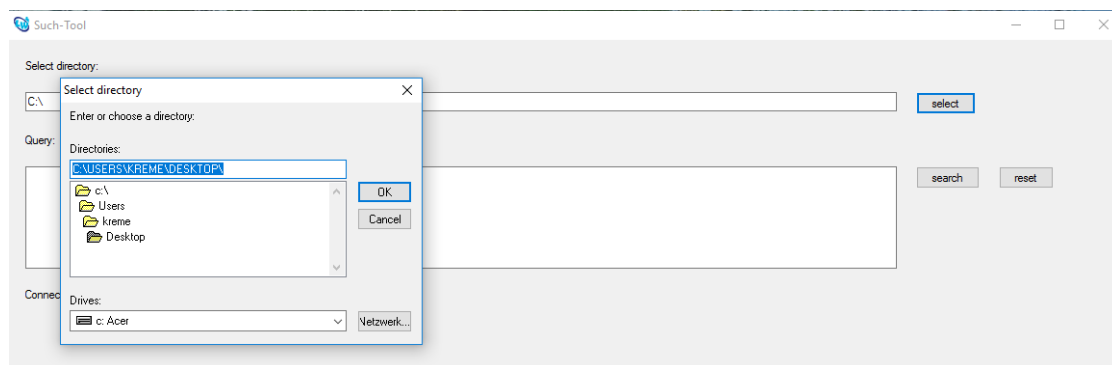 Such-Tool
Select directory:
C:\
select
Query:
search
reset
Connec
Select directory
Enter or choose a directory:
Directories:
C:\USERS\KREME\DESKTOP\
c:\
Users
kreme
Desktop
OK
Cancel
Drives:
c: Acer
Netzwerk...